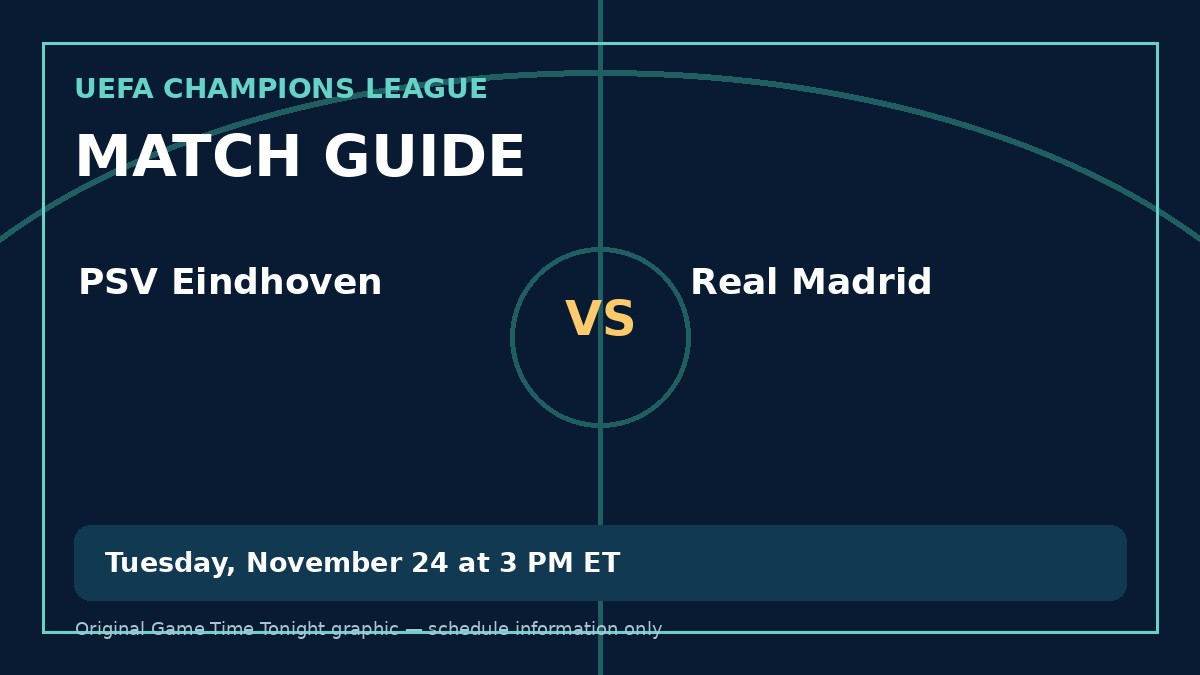 UEFA CHAMPIONS LEAGUE
MATCH GUIDE
PSV Eindhoven
VS
Real Madrid
Tuesday, November 24 at 3 PM ET
Original Game Time Tonight graphic — schedule information only